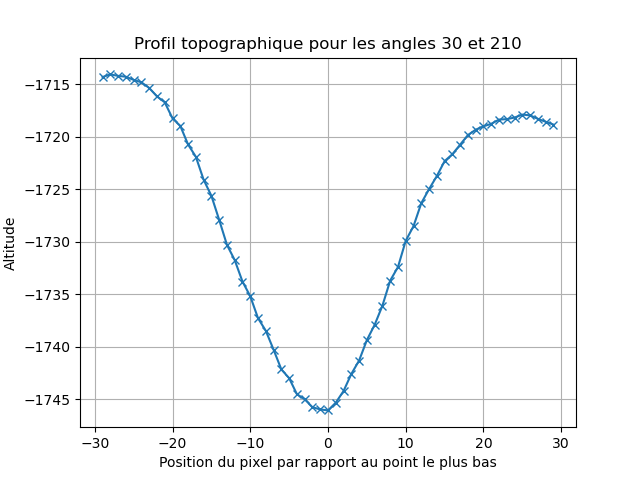 Profil topographique pour les angles 30 et 210
−1715
−1720
−1725
−1730
−1735
−1740
−1745
Altitude
−30 −20 −10 0 10 20 30
Position du pixel par rapport au point le plus bas